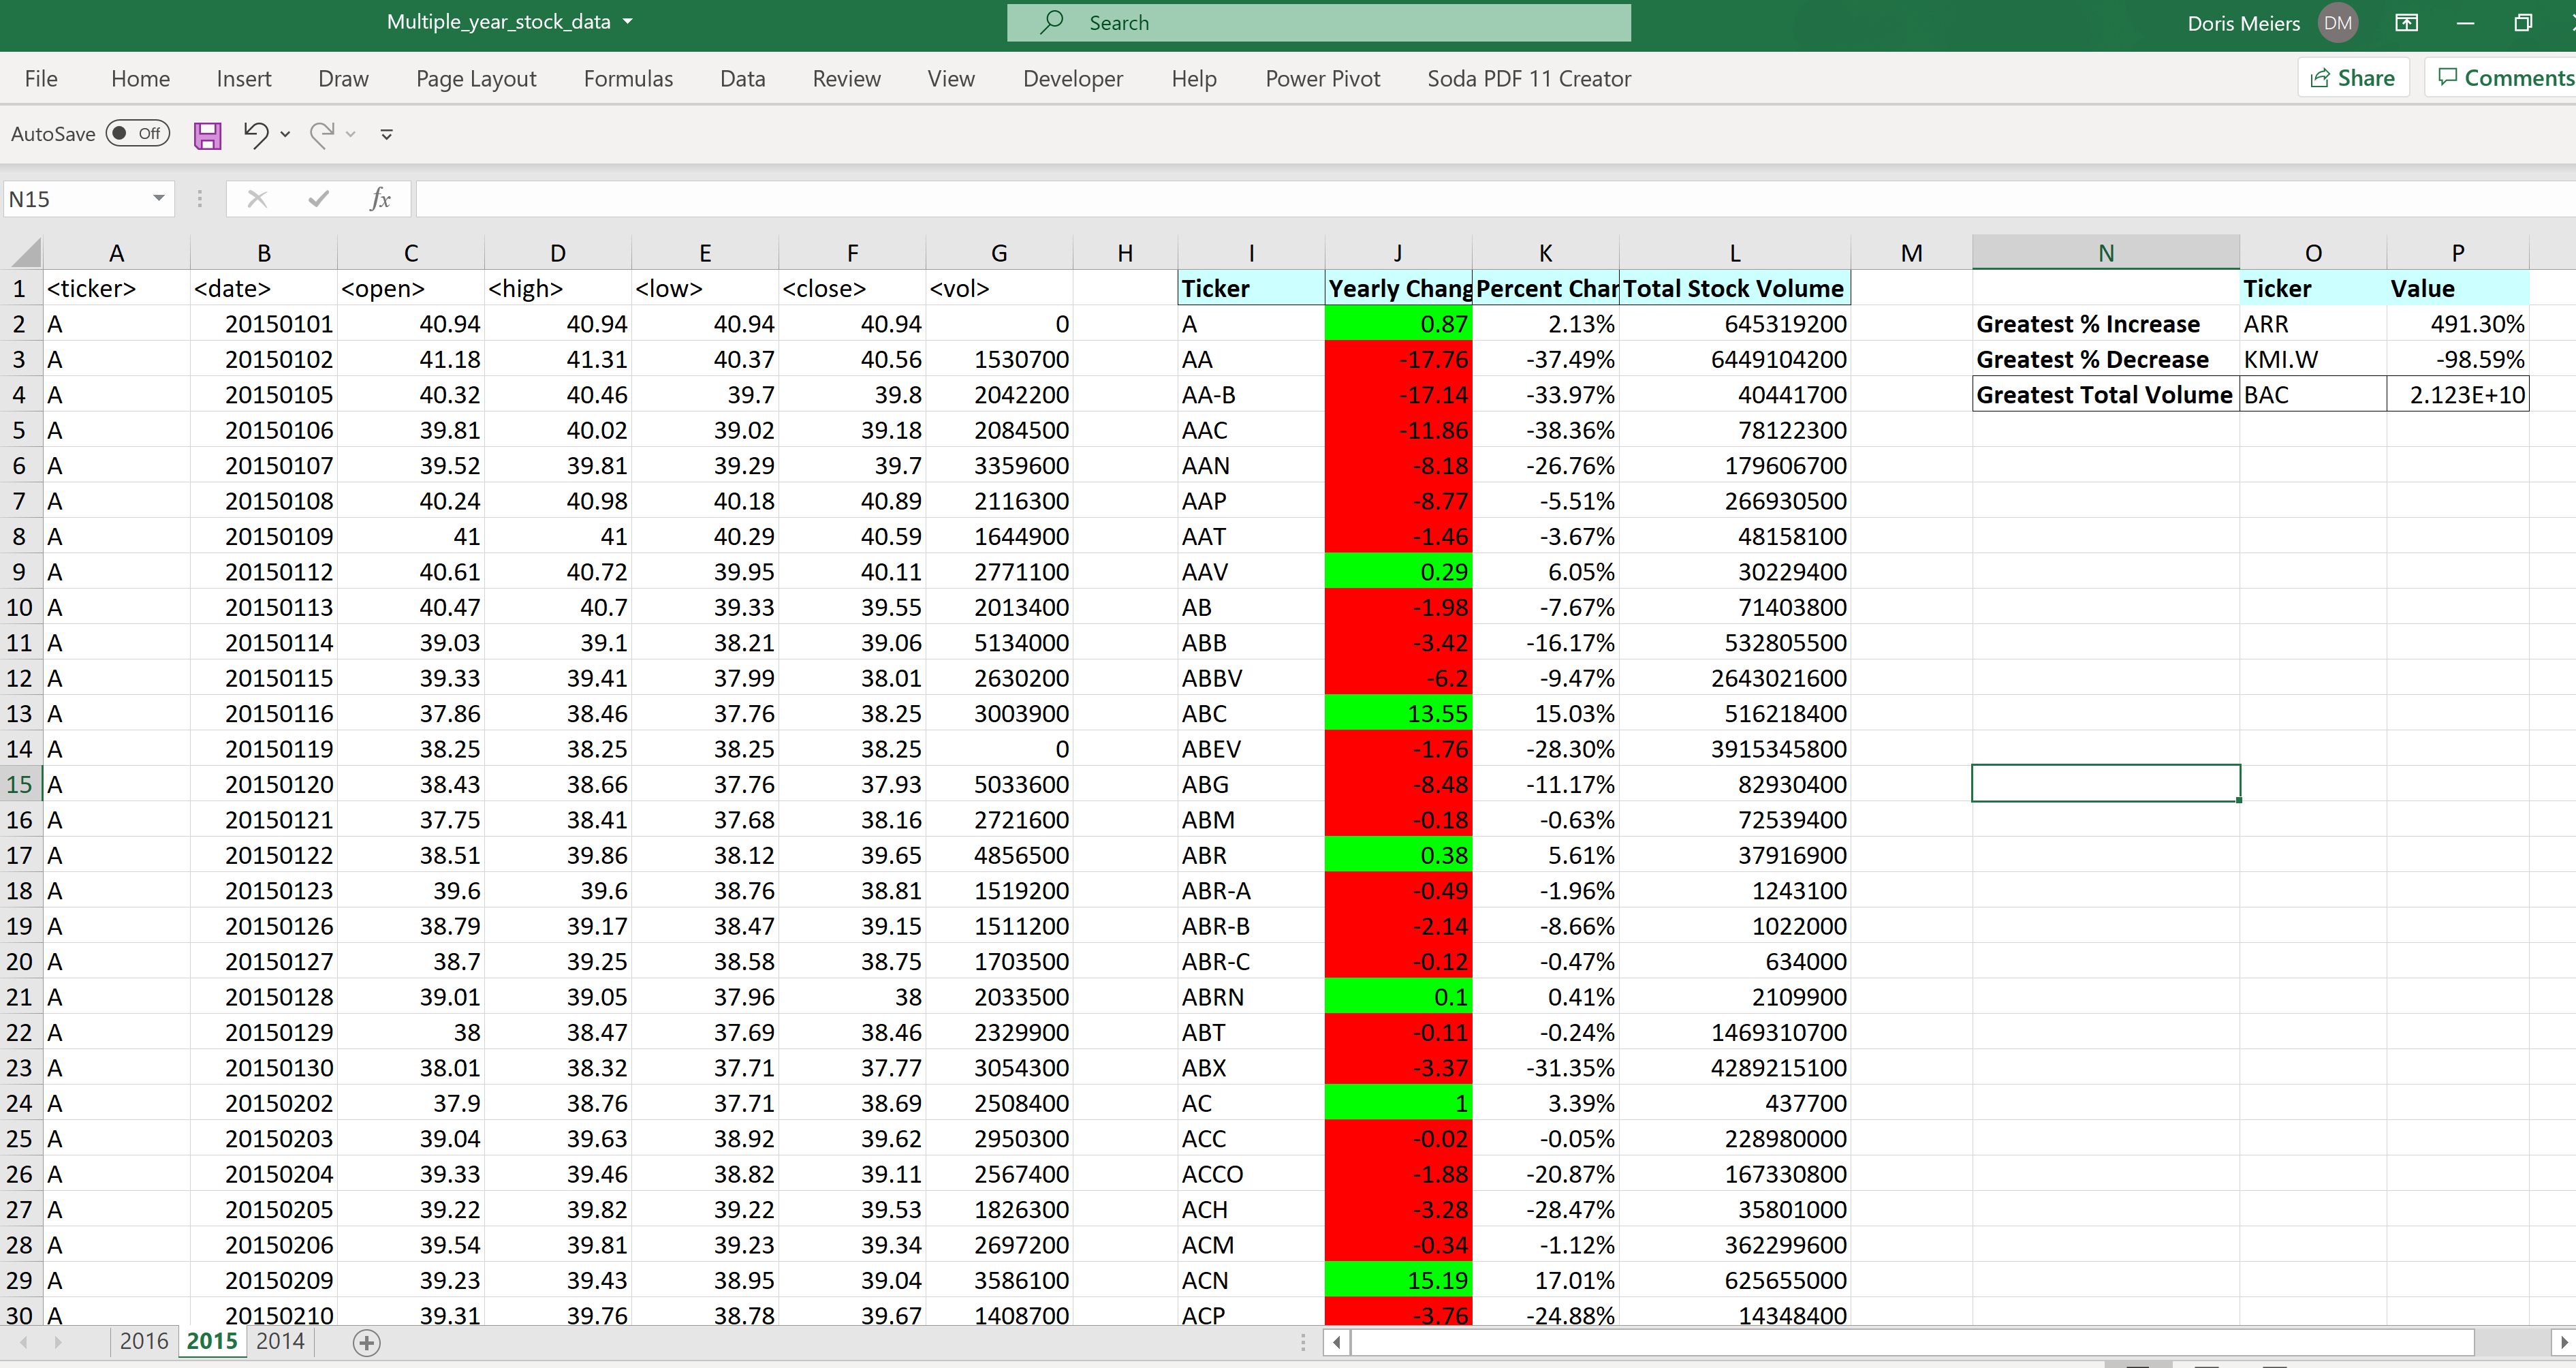 Multiple_year_stock_data Search Doris Meiers DM
File Home Insert Draw Page Layout Formulas Data Review View Developer Help Power Pivot Soda PDF 11 Creator Share Comments
AutoSave Off
N15 fx
A B C D E F G H I J K L M N O P
1 <ticker> <date> <open> <high> <low> <close> <vol> Ticker Yearly Chang Percent Char Total Stock Volume Ticker Value
2 A 20150101 40.94 40.94 40.94 40.94 0 A 0.87 2.13% 645319200 Greatest % Increase ARR 491.30%
3 A 20150102 41.18 41.31 40.37 40.56 1530700 AA -17.76 -37.49% 6449104200 Greatest % Decrease KMI.W -98.59%
4 A 20150105 40.32 40.46 39.7 39.8 2042200 AA-B -17.14 -33.97% 40441700 Greatest Total Volume BAC 2.123E+10
5 A 20150106 39.81 40.02 39.02 39.18 2084500 AAC -11.86 -38.36% 78122300
6 A 20150107 39.52 39.81 39.29 39.7 3359600 AAN -8.18 -26.76% 179606700
7 A 20150108 40.24 40.98 40.18 40.89 2116300 AAP -8.77 -5.51% 266930500
8 A 20150109 41 41 40.29 40.59 1644900 AAT -1.46 -3.67% 48158100
9 A 20150112 40.61 40.72 39.95 40.11 2771100 AAV 0.29 6.05% 30229400
10 A 20150113 40.47 40.7 39.33 39.55 2013400 AB -1.98 -7.67% 71403800
11 A 20150114 39.03 39.1 38.21 39.06 5134000 ABB -3.42 -16.17% 532805500
12 A 20150115 39.33 39.41 37.99 38.01 2630200 ABBV -6.2 -9.47% 2643021600
13 A 20150116 37.86 38.46 37.76 38.25 3003900 ABC 13.55 15.03% 516218400
14 A 20150119 38.25 38.25 38.25 38.25 0 ABEV -1.76 -28.30% 3915345800
15 A 20150120 38.43 38.66 37.76 37.93 5033600 ABG -8.48 -11.17% 82930400
16 A 20150121 37.75 38.41 37.68 38.16 2721600 ABM -0.18 -0.63% 72539400
17 A 20150122 38.51 39.86 38.12 39.65 4856500 ABR 0.38 5.61% 37916900
18 A 20150123 39.6 39.6 38.76 38.81 1519200 ABR-A -0.49 -1.96% 1243100
19 A 20150126 38.79 39.17 38.47 39.15 1511200 ABR-B -2.14 -8.66% 1022000
20 A 20150127 38.7 39.25 38.58 38.75 1703500 ABR-C -0.12 -0.47% 634000
21 A 20150128 39.01 39.05 37.96 38 2033500 ABRN 0.1 0.41% 2109900
22 A 20150129 38 38.47 37.69 38.46 2329900 ABT -0.11 -0.24% 1469310700
23 A 20150130 38.01 38.32 37.71 37.77 3054300 ABX -3.37 -31.35% 4289215100
24 A 20150202 37.9 38.76 37.71 38.69 2508400 AC 1 3.39% 437700
25 A 20150203 39.04 39.63 38.92 39.62 2950300 ACC -0.02 -0.05% 228980000
26 A 20150204 39.33 39.46 38.82 39.11 2567400 ACCO -1.88 -20.87% 167330800
27 A 20150205 39.22 39.82 39.22 39.53 1826300 ACH -3.28 -28.47% 35801000
28 A 20150206 39.54 39.81 39.23 39.34 2697200 ACM -0.34 -1.12% 362299600
29 A 20150209 39.23 39.43 38.95 39.04 3586100 ACN 15.19 17.01% 625655000
30 A 20150210 39.31 39.76 38.78 39.67 1408700 ACP -3.76 -24.88% 14348400
2016 2015 2014